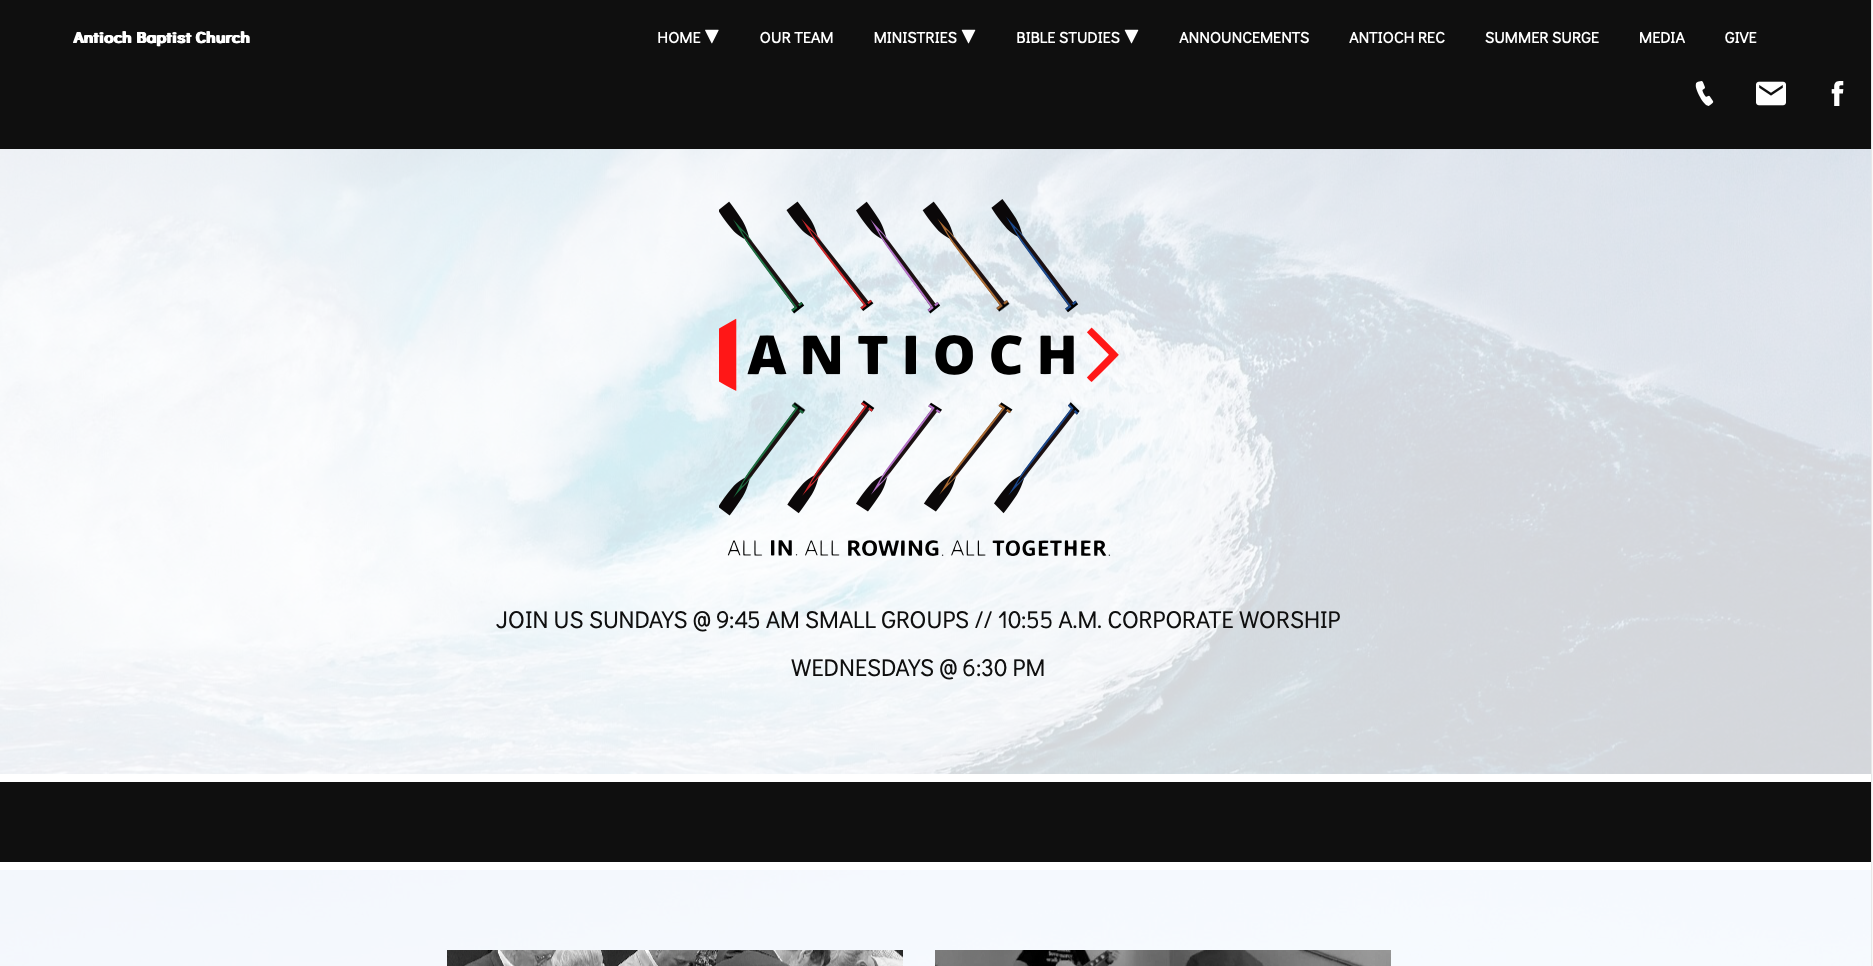 Antioch Baptist Church
HOME ▼ OUR TEAM MINISTRIES ▼ BIBLE STUDIES ▼ ANNOUNCEMENTS ANTIOCH REC SUMMER SURGE MEDIA GIVE
ANTIOCH
ALL IN. ALL ROWING. ALL TOGETHER.
JOIN US SUNDAYS @ 9:45 AM SMALL GROUPS // 10:55 A.M. CORPORATE WORSHIP
WEDNESDAYS @ 6:30 PM